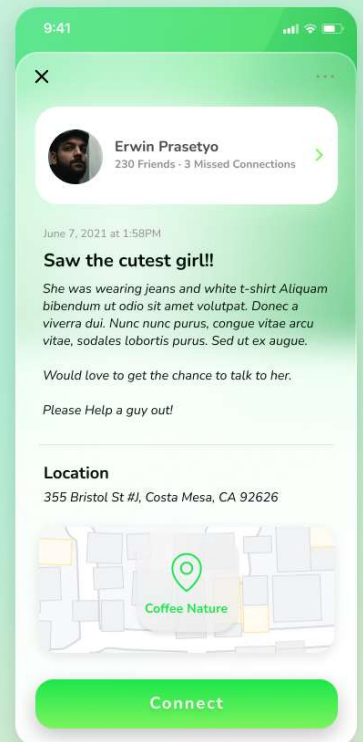 9:41
Erwin Prasetyo
230 Friends · 3 Missed Connections
June 7, 2021 at 1:58PM
Saw the cutest girl!!
She was wearing jeans and white t-shirt Aliquam
bibendum ut odio sit amet volutpat. Donec a
viverra dui. Nunc nunc purus, congue vitae arcu
vitae, sodales lobortis purus. Sed ut ex augue.
Would love to get the chance to talk to her.
Please Help a guy out!
Location
355 Bristol St #J, Costa Mesa, CA 92626
Coffee Nature
Connect